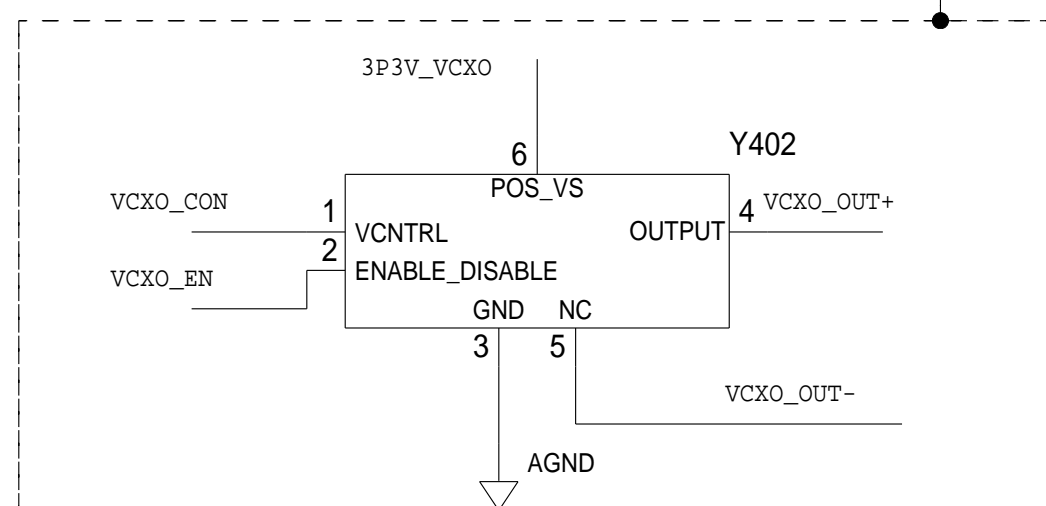 3P3V_VCXO
Y402
6
POS_VS
VCXO_CON
1
VCNTRL
OUTPUT
4
VCXO_OUT+
2
ENABLE_DISABLE
VCXO_EN
GND NC
3 5
VCXO_OUT-
AGND